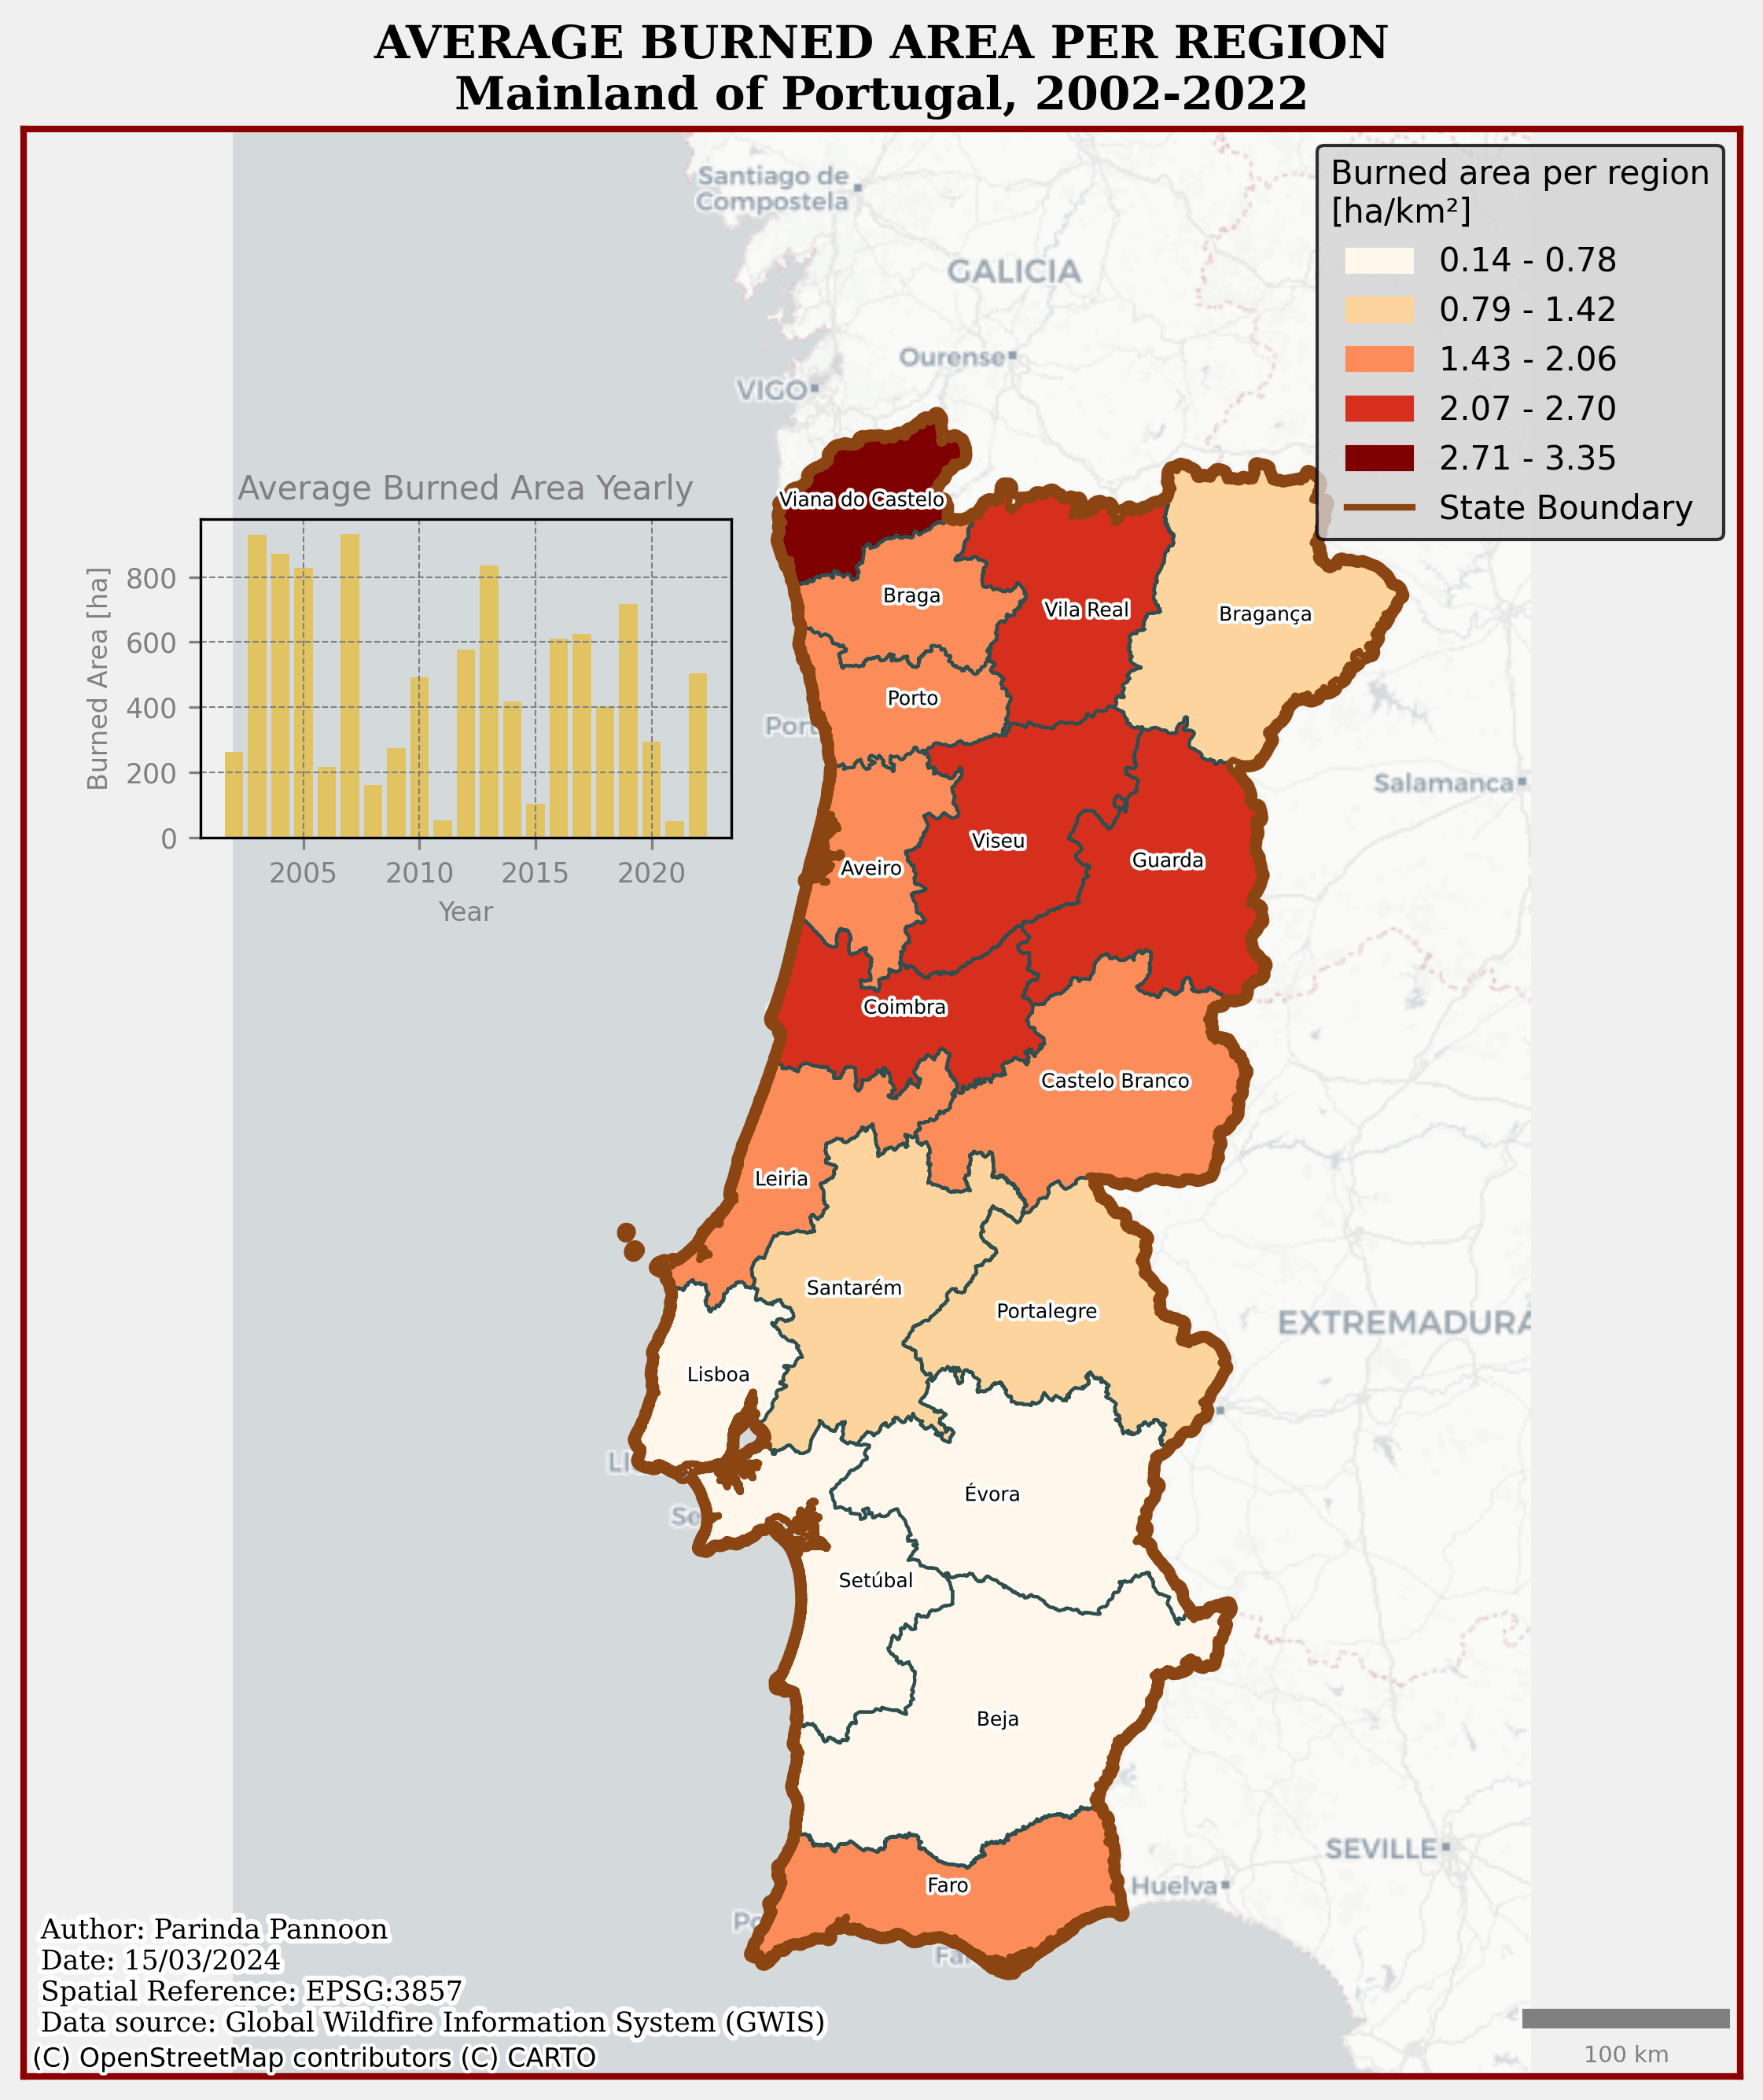 AVERAGE BURNED AREA PER REGION
Mainland of Portugal, 2002-2022
Burned area per region
[ha/km²]
0.14 - 0.78
0.79 - 1.42
1.43 - 2.06
2.07 - 2.70
2.71 - 3.35
State Boundary
Santiago de
Compostela
GALICIA
Ourense
VIGO
Average Burned Area Yearly
Burned Area [ha]
800
600
400
200
0
2005
2010
2015
2020
Year
Viana do Castelo
Braga
Vila Real
Bragança
Porto
Salamanca
Viseu
Guarda
Aveiro
Coimbra
Castelo Branco
Leiria
Santarém
Portalegre
EXTREMADURA
Lisboa
Évora
Setúbal
Beja
SEVILLE
Faro
Huelva
Author: Parinda Pannoon
Date: 15/03/2024
Spatial Reference: EPSG:3857
Data source: Global Wildfire Information System (GWIS)
(C) OpenStreetMap contributors (C) CARTO
100 km